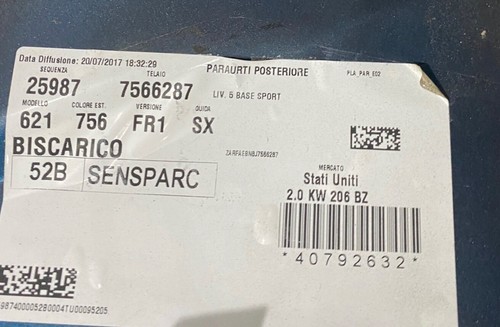 Data Diffusione: 20/07/2017 18:32:29
SEQUENZA TELAIO PARAURTI POSTERIORE PLA_PAR_E02
25987 7566287 LIV. 5 BASE SPORT
MODELLO COLORE EST. VERSIONE GUIDA
621 756 FR1 SX
BISCARICO
52B SENSPARC
MERCATO
Stati Uniti
2.0 KW 206 BZ
*40792632*